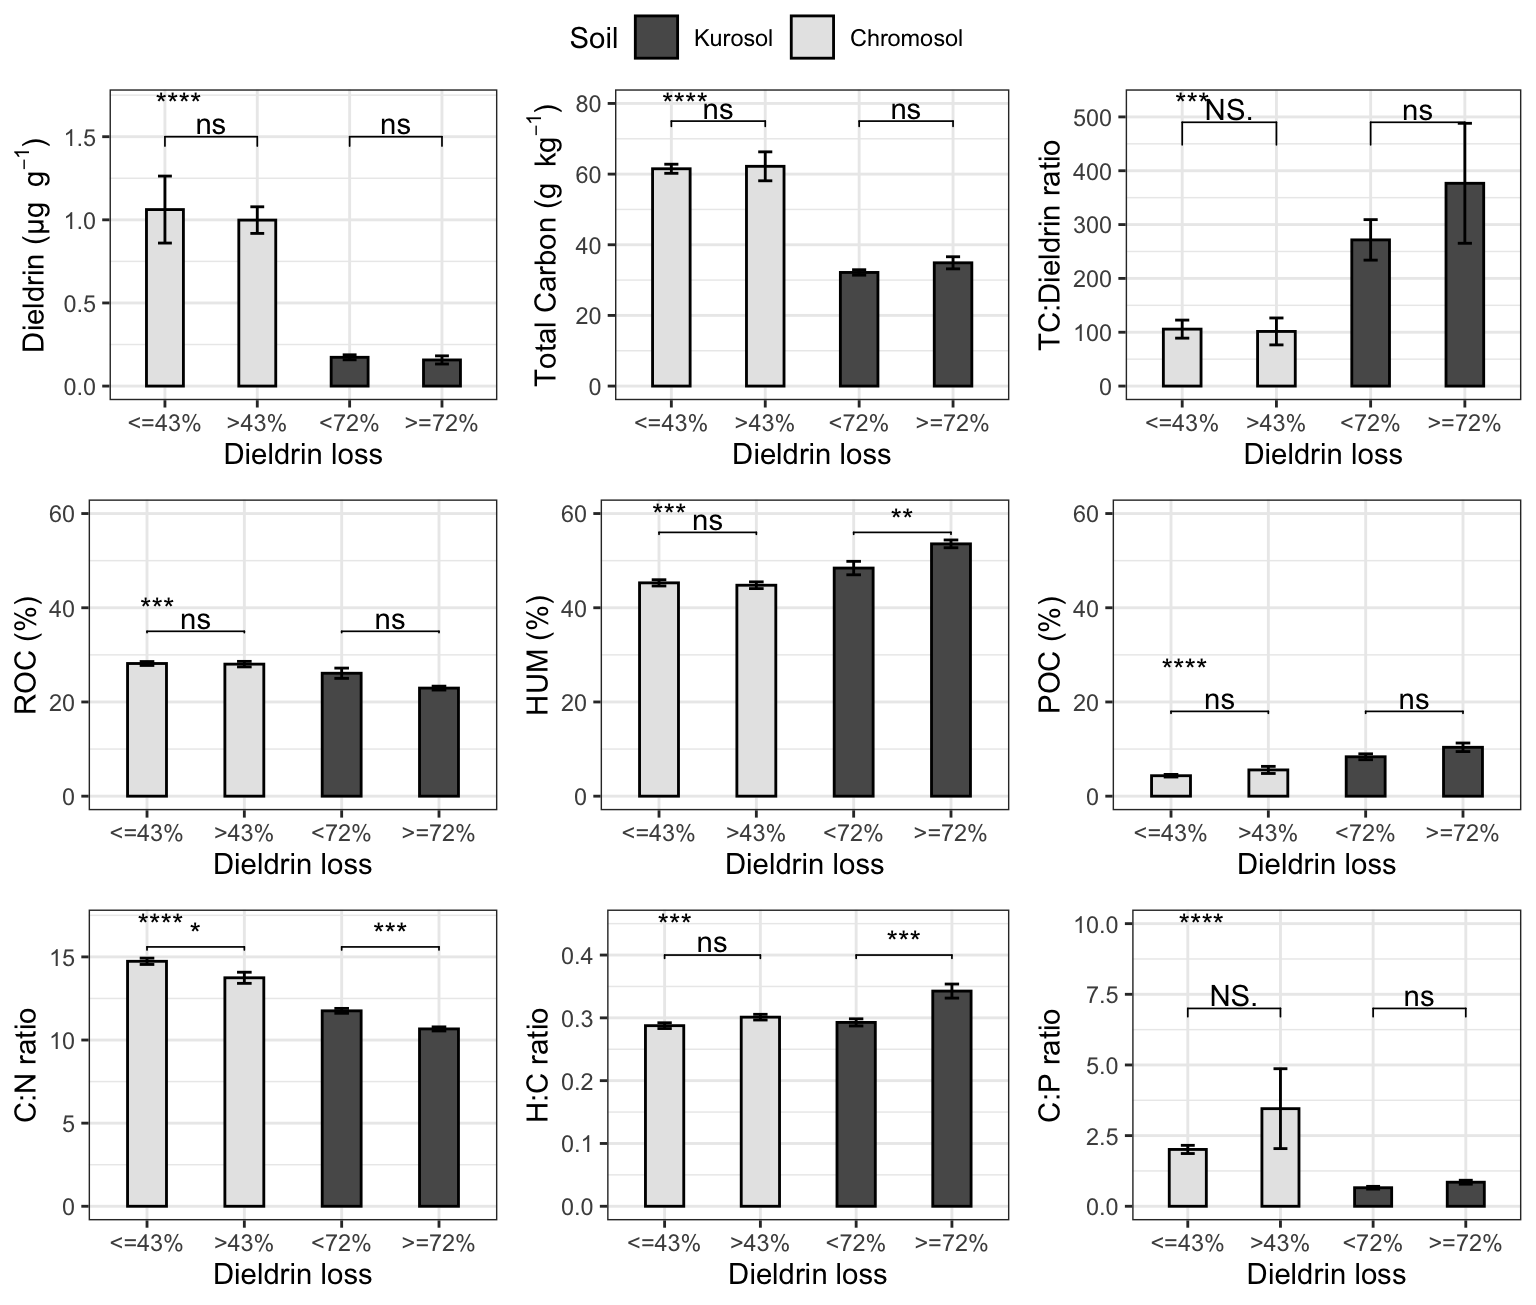 Soil Kurosol Chromosol
Dieldrin (µg g⁻¹)
1.5
1.0
0.5
0.0
****
ns
ns
<=43% >43% <72% >=72%
Dieldrin loss
Total Carbon (g kg⁻¹)
80
60
40
20
0
****
ns
ns
<=43% >43% <72% >=72%
Dieldrin loss
TC:Dieldrin ratio
500
400
300
200
100
0
***
NS.
ns
<=43% >43% <72% >=72%
Dieldrin loss
ROC (%)
60
40
20
0
***
ns
ns
<=43% >43% <72% >=72%
Dieldrin loss
HUM (%)
60
40
20
0
***
ns
**
<=43% >43% <72% >=72%
Dieldrin loss
POC (%)
60
40
20
0
****
ns
ns
<=43% >43% <72% >=72%
Dieldrin loss
C:N ratio
15
10
5
0
****
*
***
<=43% >43% <72% >=72%
Dieldrin loss
H:C ratio
0.4
0.3
0.2
0.1
0.0
***
ns
***
<=43% >43% <72% >=72%
Dieldrin loss
C:P ratio
10.0
7.5
5.0
2.5
0.0
****
NS.
ns
<=43% >43% <72% >=72%
Dieldrin loss